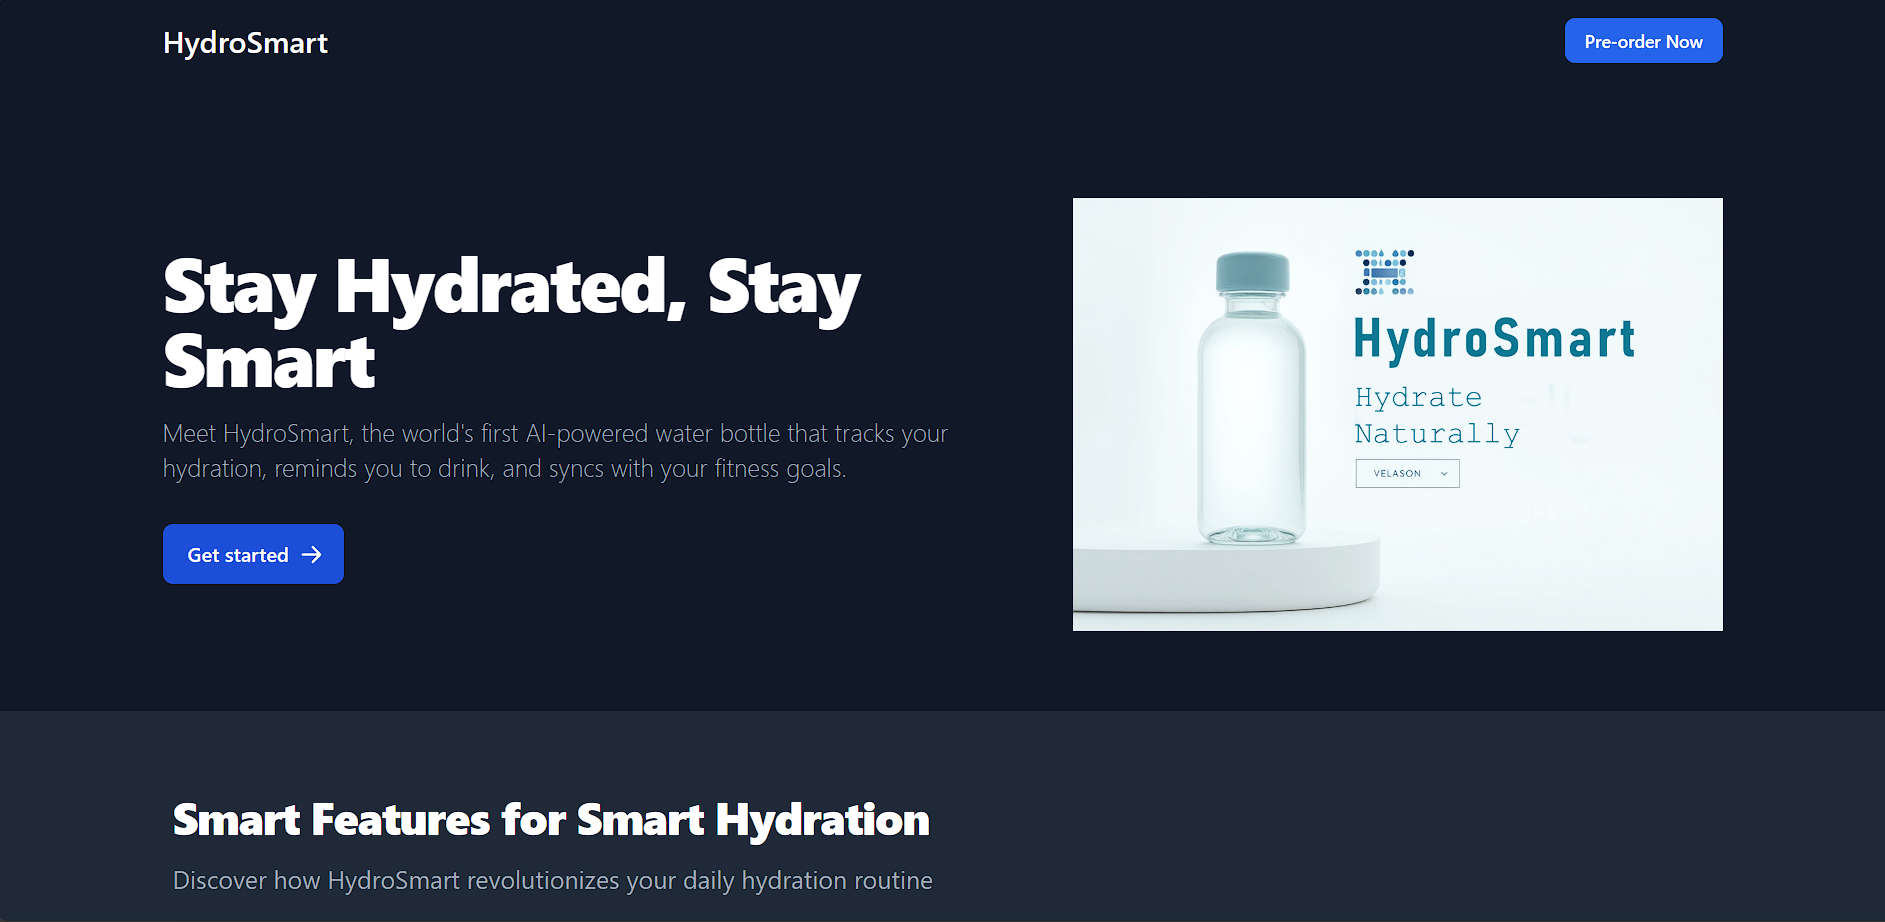 HydroSmart
Pre-order Now
Stay Hydrated, Stay
Smart
Meet HydroSmart, the world's first AI-powered water bottle that tracks your
hydration, reminds you to drink, and syncs with your fitness goals.
Get started
HydroSmart
Hydrate
Naturally
VELASON
Smart Features for Smart Hydration
Discover how HydroSmart revolutionizes your daily hydration routine